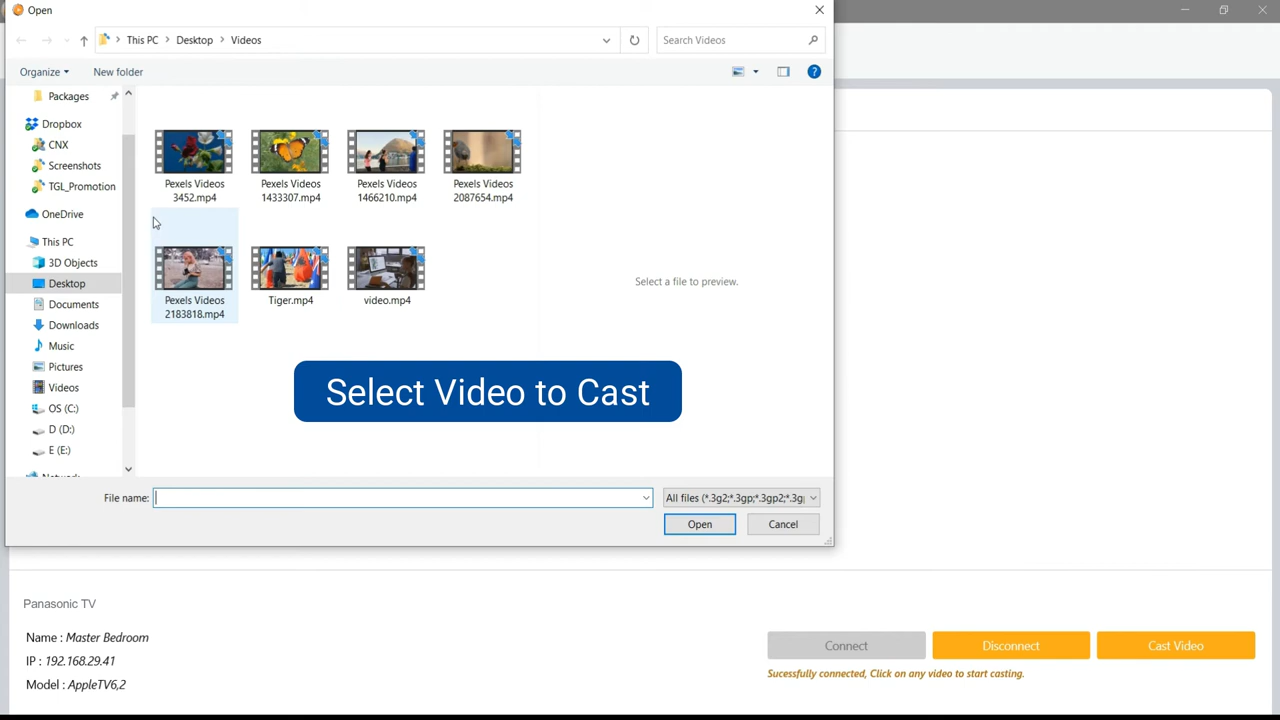 Open
This PC
Desktop
Videos
Search Videos
Organize
New folder
Packages
Dropbox
CNX
Screenshots
TGL_Promotion
OneDrive
This PC
3D Objects
Desktop
Documents
Downloads
Music
Pictures
Videos
OS (C:)
D (D:)
E (E:)
Network
Pexels Videos
3452.mp4
Pexels Videos
1433307.mp4
Pexels Videos
1466210.mp4
Pexels Videos
2087654.mp4
Pexels Videos
2183818.mp4
Tiger.mp4
video.mp4
Select a file to preview.
Select Video to Cast
File name:
All files (*.3g2;*.3gp;*.3gp2;*.3g
Open
Cancel
Panasonic TV
Name : Master Bedroom
IP : 192.168.29.41
Model : AppleTV6,2
Connect
Disconnect
Cast Video
Sucessfully connected, Click on any video to start casting.